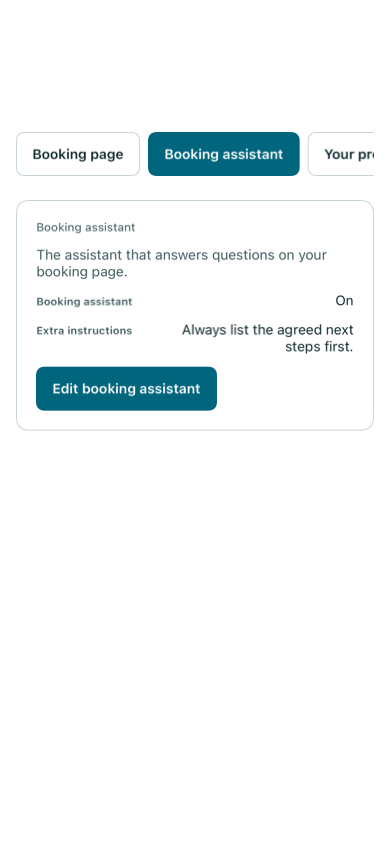 Booking page
Booking assistant
Your pr
Booking assistant
The assistant that answers questions on your
booking page.
Booking assistant
On
Extra instructions
Always list the agreed next
steps first.
Edit booking assistant